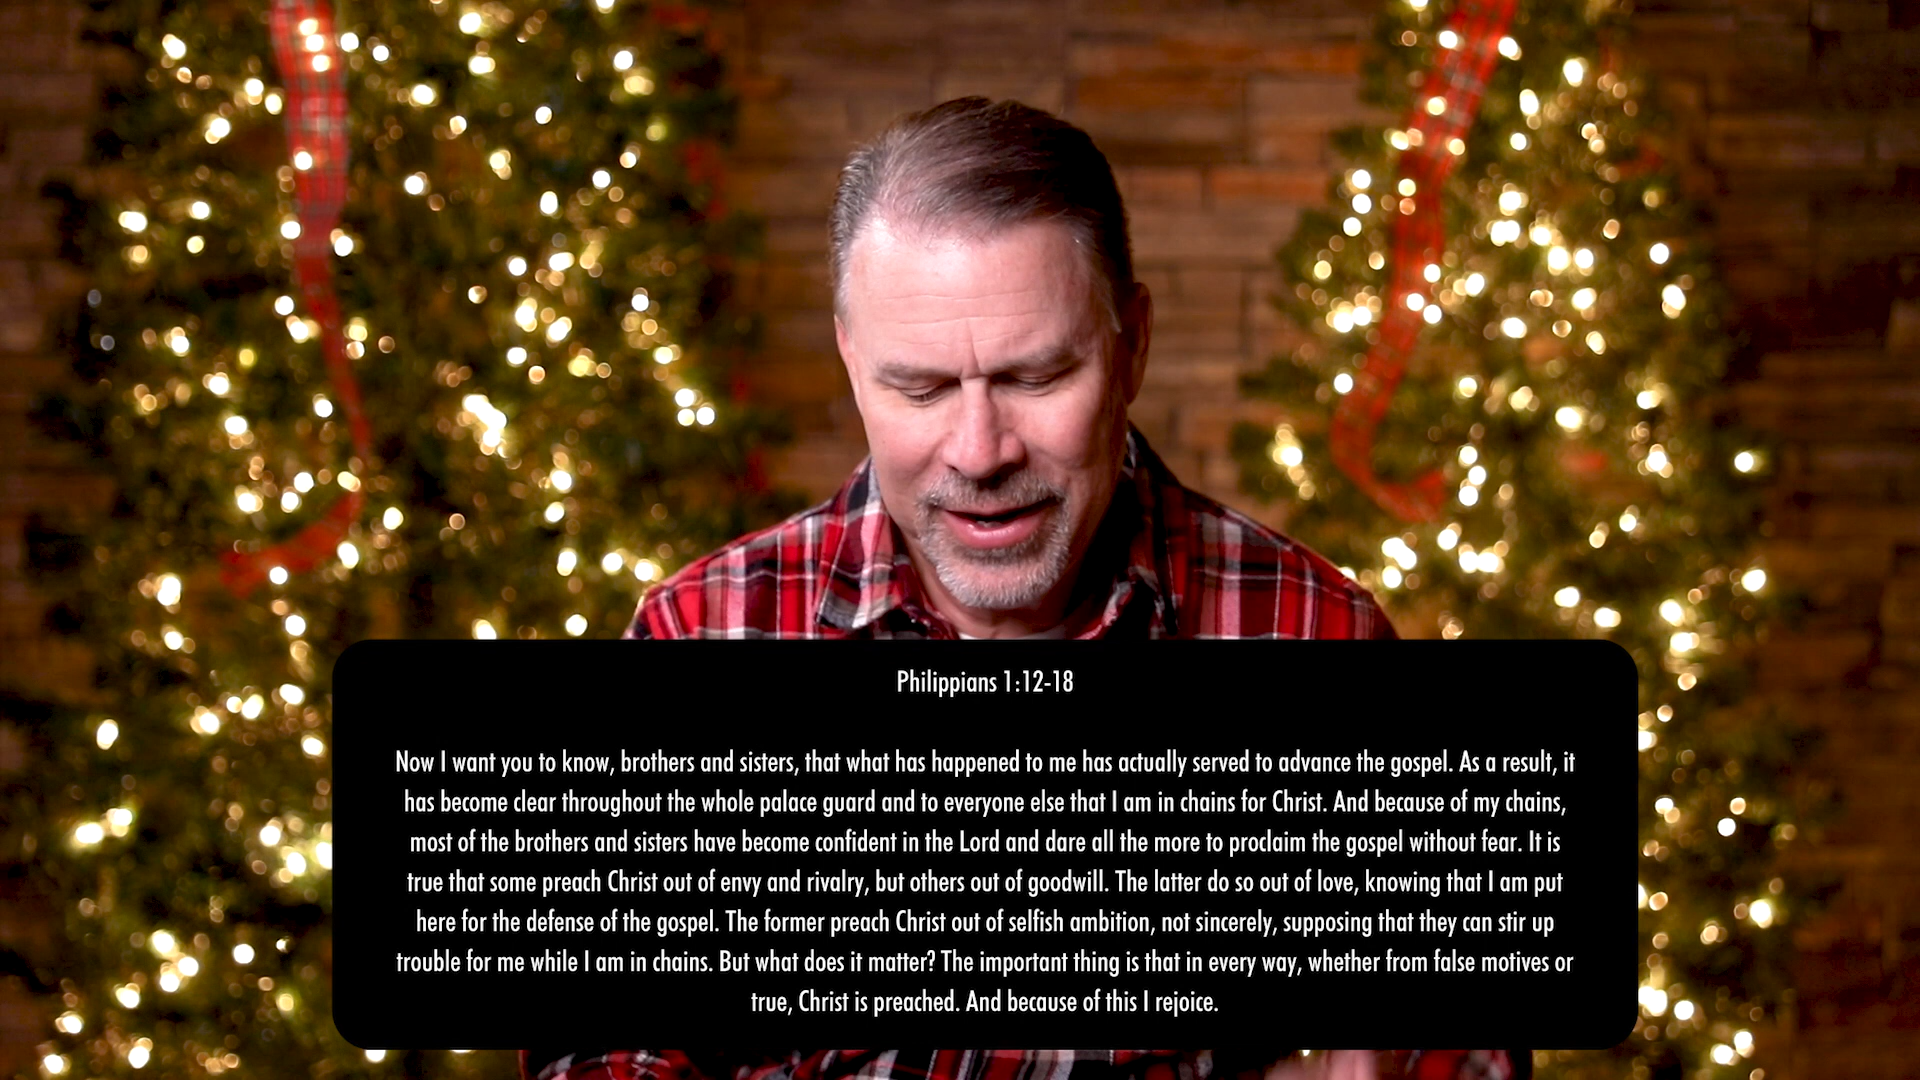 Philippians 1:12-18
Now I want you to know, brothers and sisters, that what has happened to me has actually served to advance the gospel. As a result, it
has become clear throughout the whole palace guard and to everyone else that I am in chains for Christ. And because of my chains,
most of the brothers and sisters have become confident in the Lord and dare all the more to proclaim the gospel without fear. It is
true that some preach Christ out of envy and rivalry, but others out of goodwill. The latter do so out of love, knowing that I am put
here for the defense of the gospel. The former preach Christ out of selfish ambition, not sincerely, supposing that they can stir up
trouble for me while I am in chains. But what does it matter? The important thing is that in every way, whether from false motives or
true, Christ is preached. And because of this I rejoice.